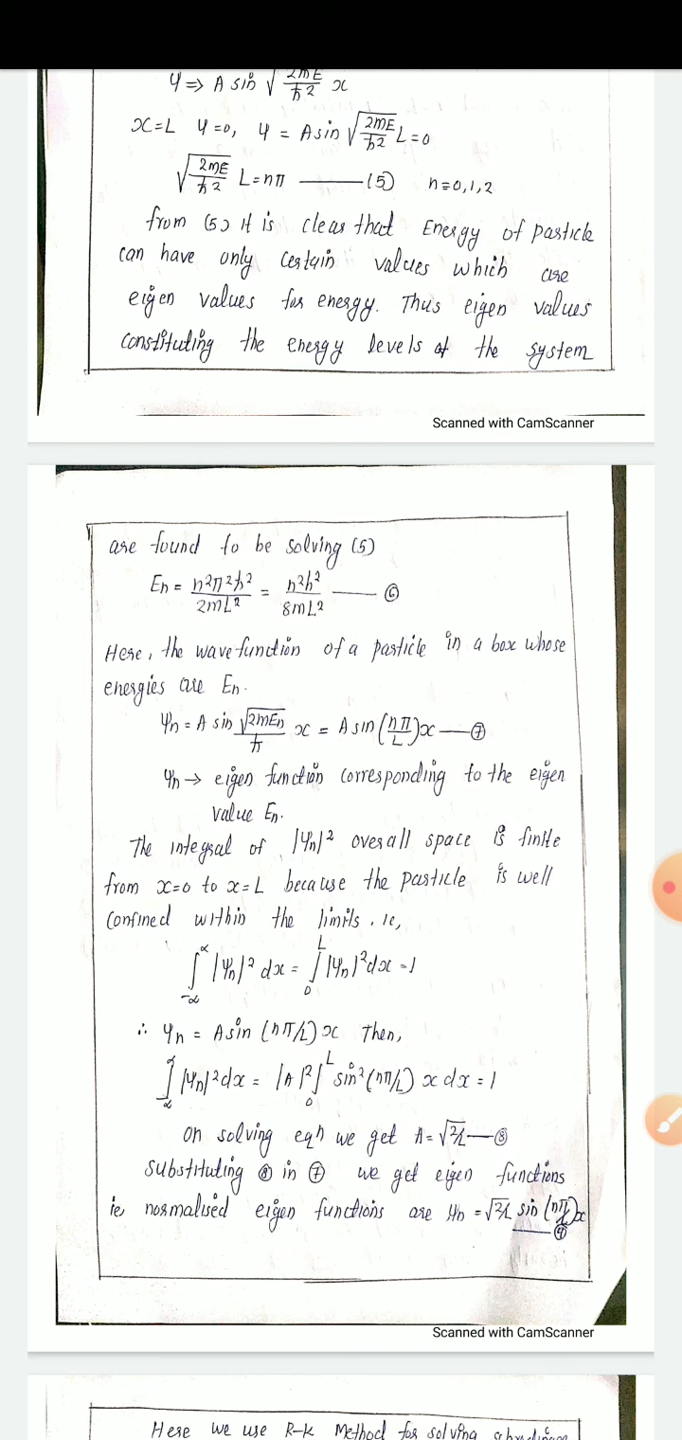 Ψ => A sin √(2mE/ħ²) x
x=L Ψ=0, Ψ = A sin √(2mE/ħ²) L=0
√(2mE/ħ²) L=nπ ——— (5) n=0,1,2
from (5) It is clear that Energy of particle
can have only certain values which are
eigen values for energy. Thus eigen values
constituting the energy levels of the system
Scanned with CamScanner
are found to be solving (5)
En = n²π²ħ²/2mL² = n²h²/8mL² ——— ⑥
Here, the wavefunction of a particle in a box whose
energies are En.
Ψn = A sin √2mEn/ħ x = A sin (nπ/L)x — ⑦
Ψn → eigen function corresponding to the eigen
value En.
The integral of |Ψn|² overall space is finite
from x=0 to x=L because the particle is well
confined within the limits. ie,
∫-∝^∝ |Ψn|² dx = ∫0^L |Ψn|² dx = 1
∴ Ψn = A sin (nπ/L) x Then,
∫-∝^∝ |Ψn|² dx = |A|² ∫0^L sin² (nπ/L) x dx = 1
On solving eqn we get A = √2/L — ⑧
Substituting ⑧ in ⑦ we get eigen functions
ie normalised eigen functions are Ψn = √2/L sin (nπ/L)x
— ⑨
Scanned with CamScanner
Here we use R-K Method for solving